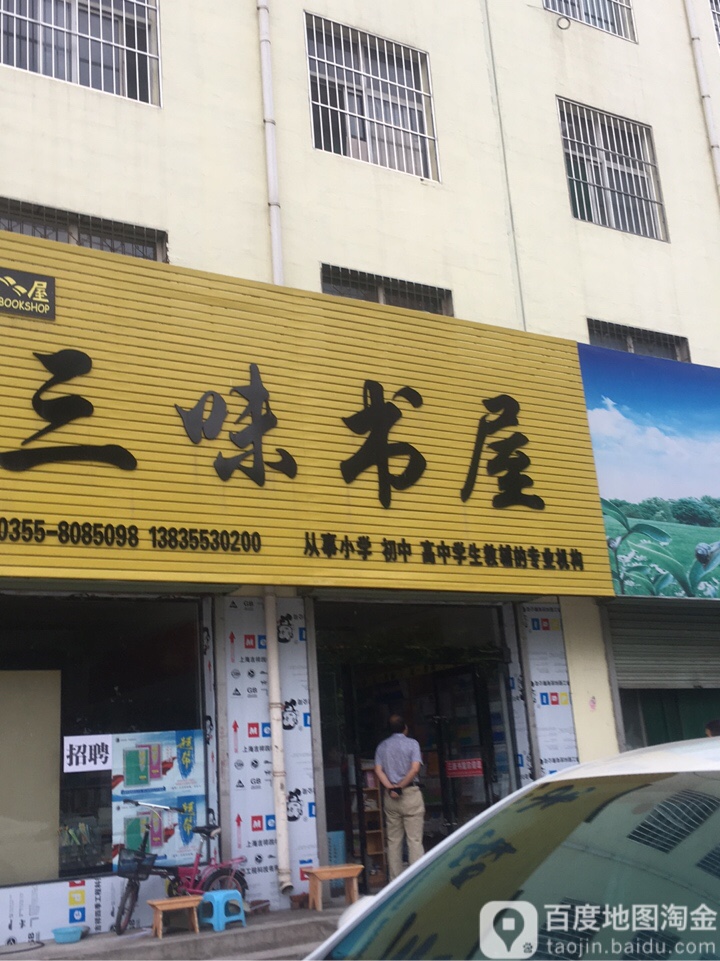 屋
BOOKSHOP
三味书屋
0355-8085098 13835530200 从事小学 初中 高中学生教辅的专业机构
招聘
百度地图淘金
taojin.baidu.com